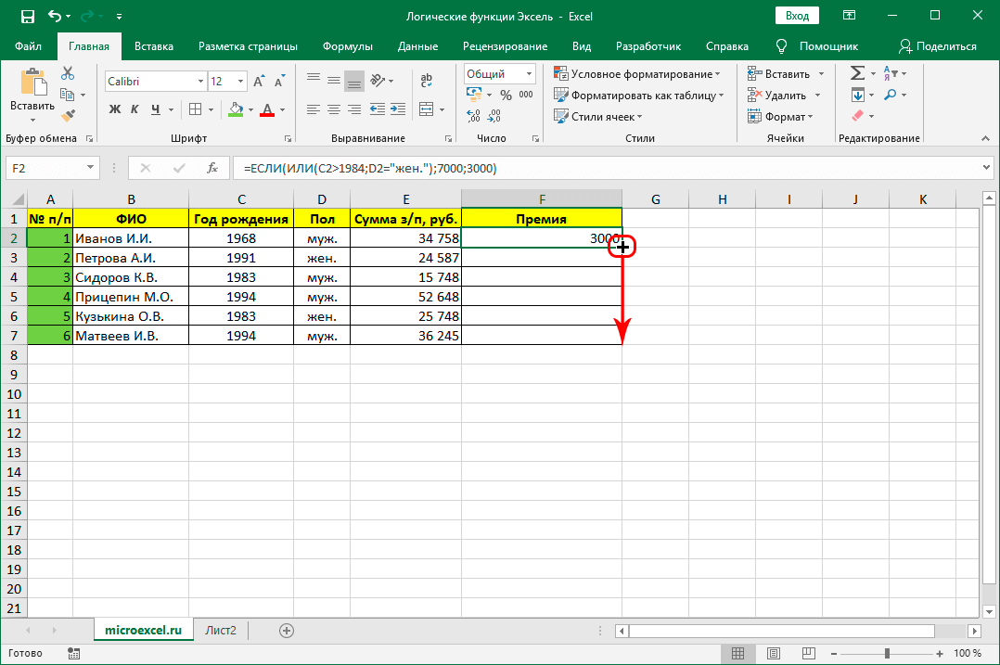 Логические функции Эксель - Excel
Вход
Файл Главная Вставка Разметка страницы Формулы Данные Рецензирование Вид Разработчик Справка Помощник Поделиться
Вставить
Calibri 12
Ж К Ч
ab
c
Общий
% 000
,00
,00
Условное форматирование
Форматировать как таблицу
Стили ячеек
Вставить
Удалить
Формат
Буфер обмена Шрифт Выравнивание Число Стили Ячейки Редактирование
F2 fx =ЕСЛИ(ИЛИ(C2>1984;D2="жен.");7000;3000)
A B C D E F G H I J K
1 № п/п ФИО Год рождения Пол Сумма з/п, руб. Премия
2 1 Иванов И.И. 1968 муж. 34 758 3000
3 2 Петрова А.И. 1991 жен. 24 587
4 3 Сидоров К.В. 1983 муж. 15 748
5 4 Прицепин М.О. 1994 муж. 52 648
6 5 Кузькина О.В. 1983 жен. 25 748
7 6 Матвеев И.В. 1994 муж. 36 245
8
9
10
11
12
13
14
15
16
17
18
19
20
21
microexcel.ru Лист2
Готово 100 %